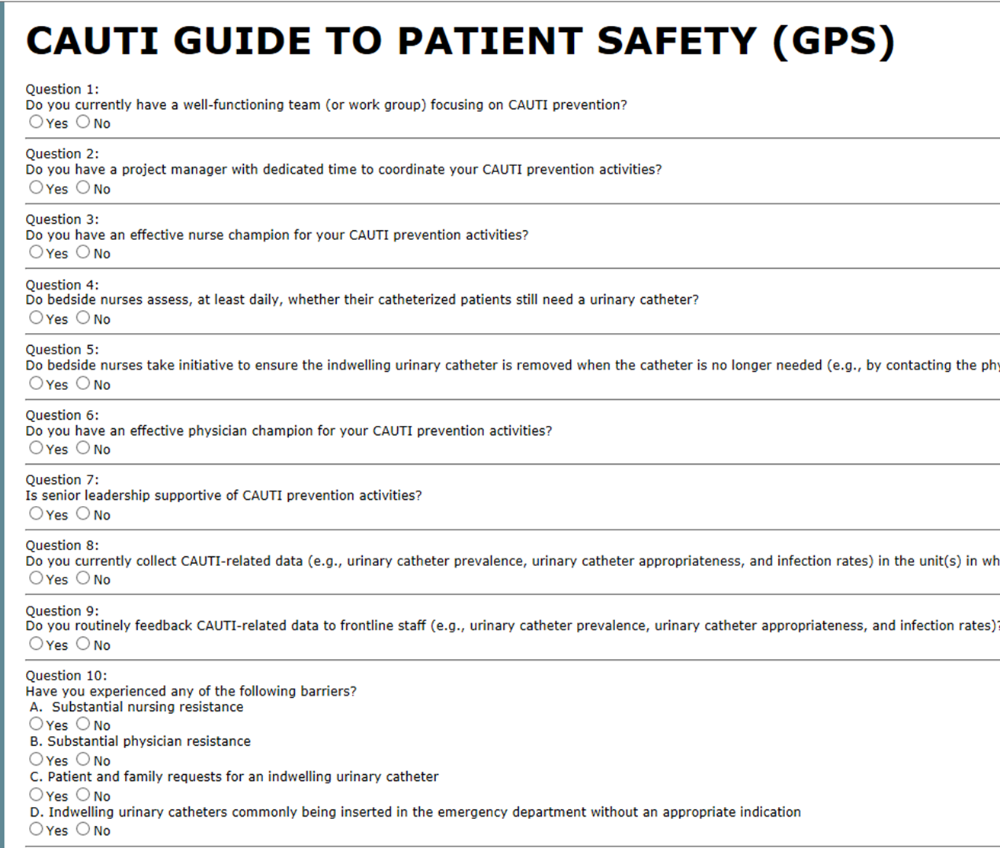 CAUTI GUIDE TO PATIENT SAFETY (GPS)
Question 1:
Do you currently have a well-functioning team (or work group) focusing on CAUTI prevention?
Yes No
Question 2:
Do you have a project manager with dedicated time to coordinate your CAUTI prevention activities?
Yes No
Question 3:
Do you have an effective nurse champion for your CAUTI prevention activities?
Yes No
Question 4:
Do bedside nurses assess, at least daily, whether their catheterized patients still need a urinary catheter?
Yes No
Question 5:
Do bedside nurses take initiative to ensure the indwelling urinary catheter is removed when the catheter is no longer needed (e.g., by contacting the
Yes No
Question 6:
Do you have an effective physician champion for your CAUTI prevention activities?
Yes No
Question 7:
Is senior leadership supportive of CAUTI prevention activities?
Yes No
Question 8:
Do you currently collect CAUTI-related data (e.g., urinary catheter prevalence, urinary catheter appropriateness, and infection rates) in the unit(s) in
Yes No
Question 9:
Do you routinely feedback CAUTI-related data to frontline staff (e.g., urinary catheter prevalence, urinary catheter appropriateness, and infection rates)?
Yes No
Question 10:
Have you experienced any of the following barriers?
A. Substantial nursing resistance
Yes No
B. Substantial physician resistance
Yes No
C. Patient and family requests for an indwelling urinary catheter
Yes No
D. Indwelling urinary catheters commonly being inserted in the emergency department without an appropriate indication
Yes No